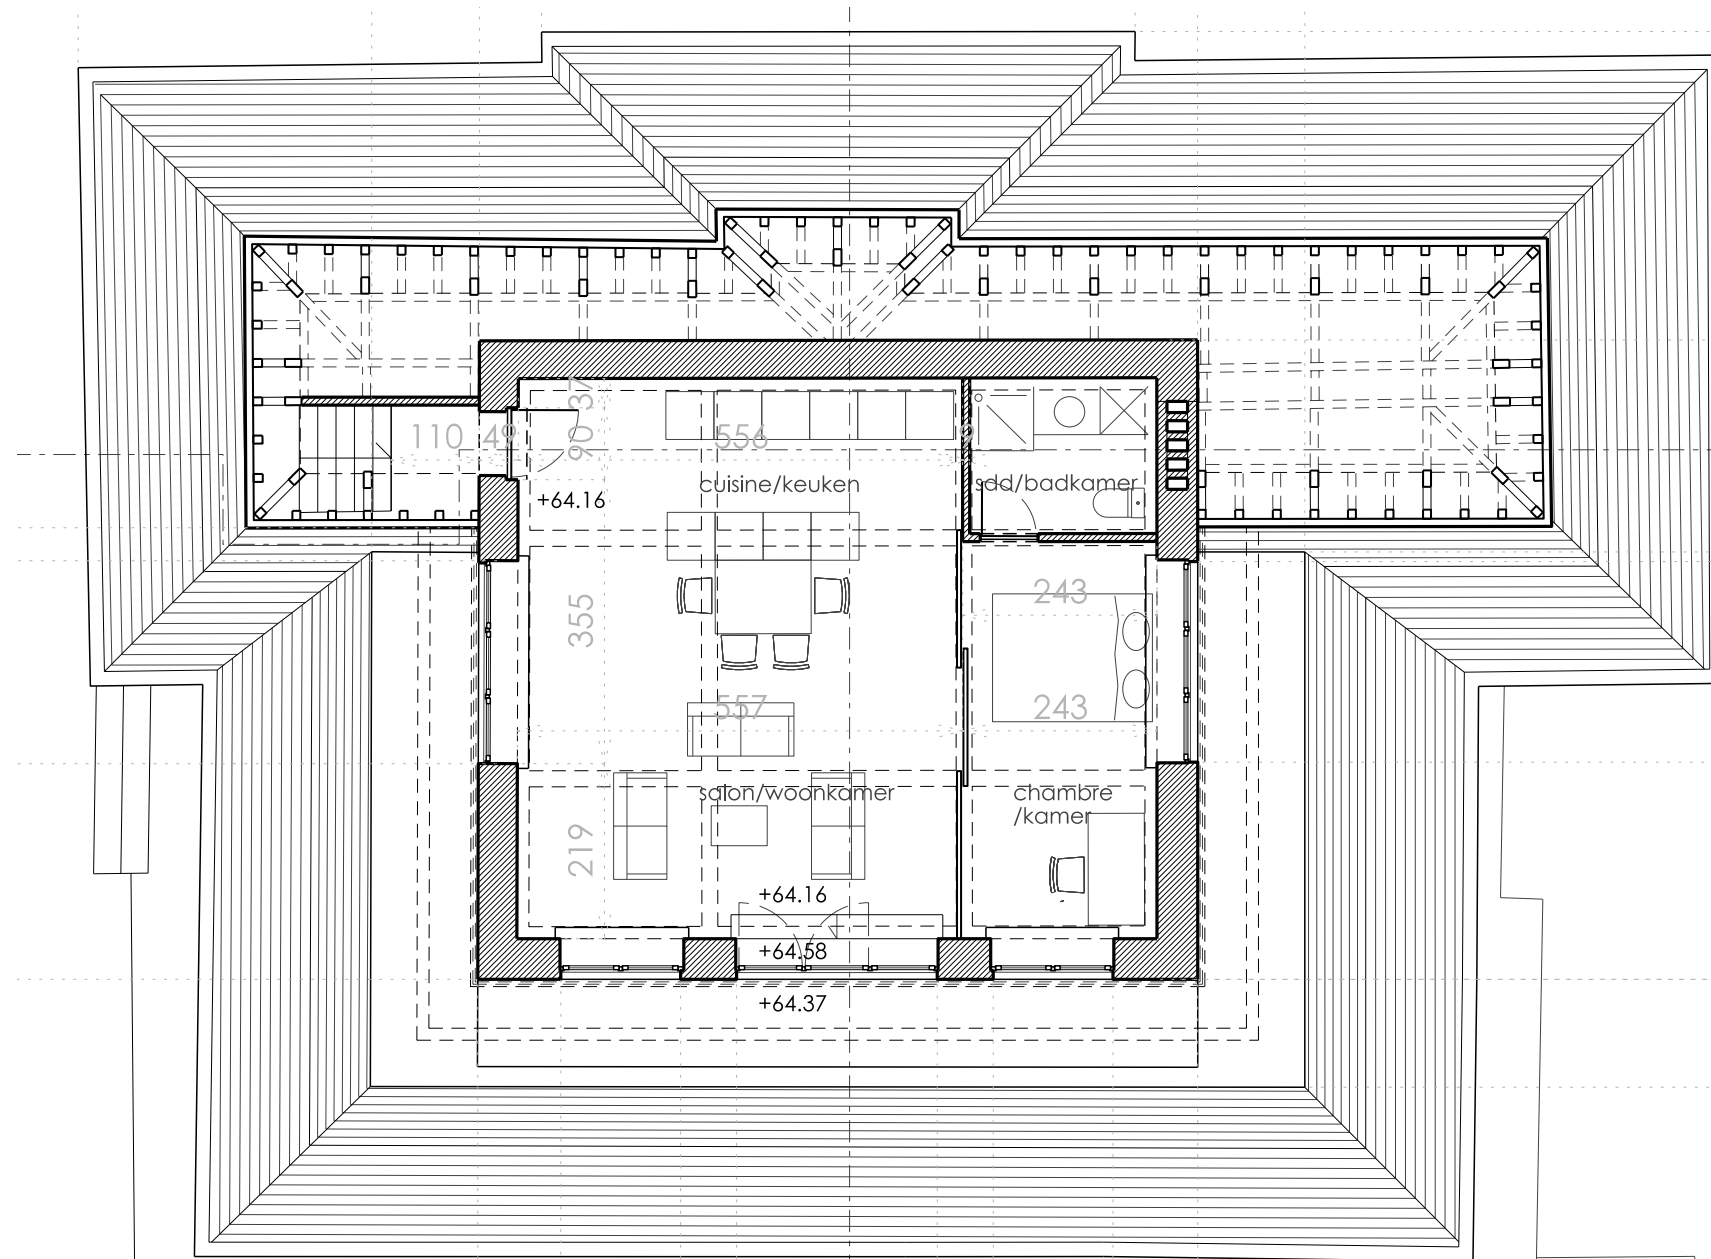 37
110 49 90 556 9
cuisine/keuken
sdd/badkamer
+64.16
243
355
557
243
salon/woonkamer
chambre
/kamer
219
+64.16
+64.58
+64.37